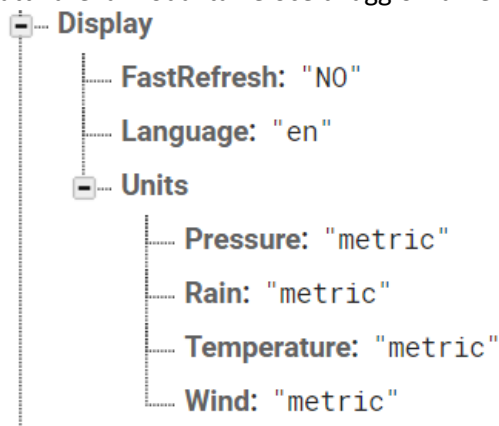 Display
FastRefresh: "NO"
Language: "en"
Units
Pressure: "metric"
Rain: "metric"
Temperature: "metric"
Wind: "metric"